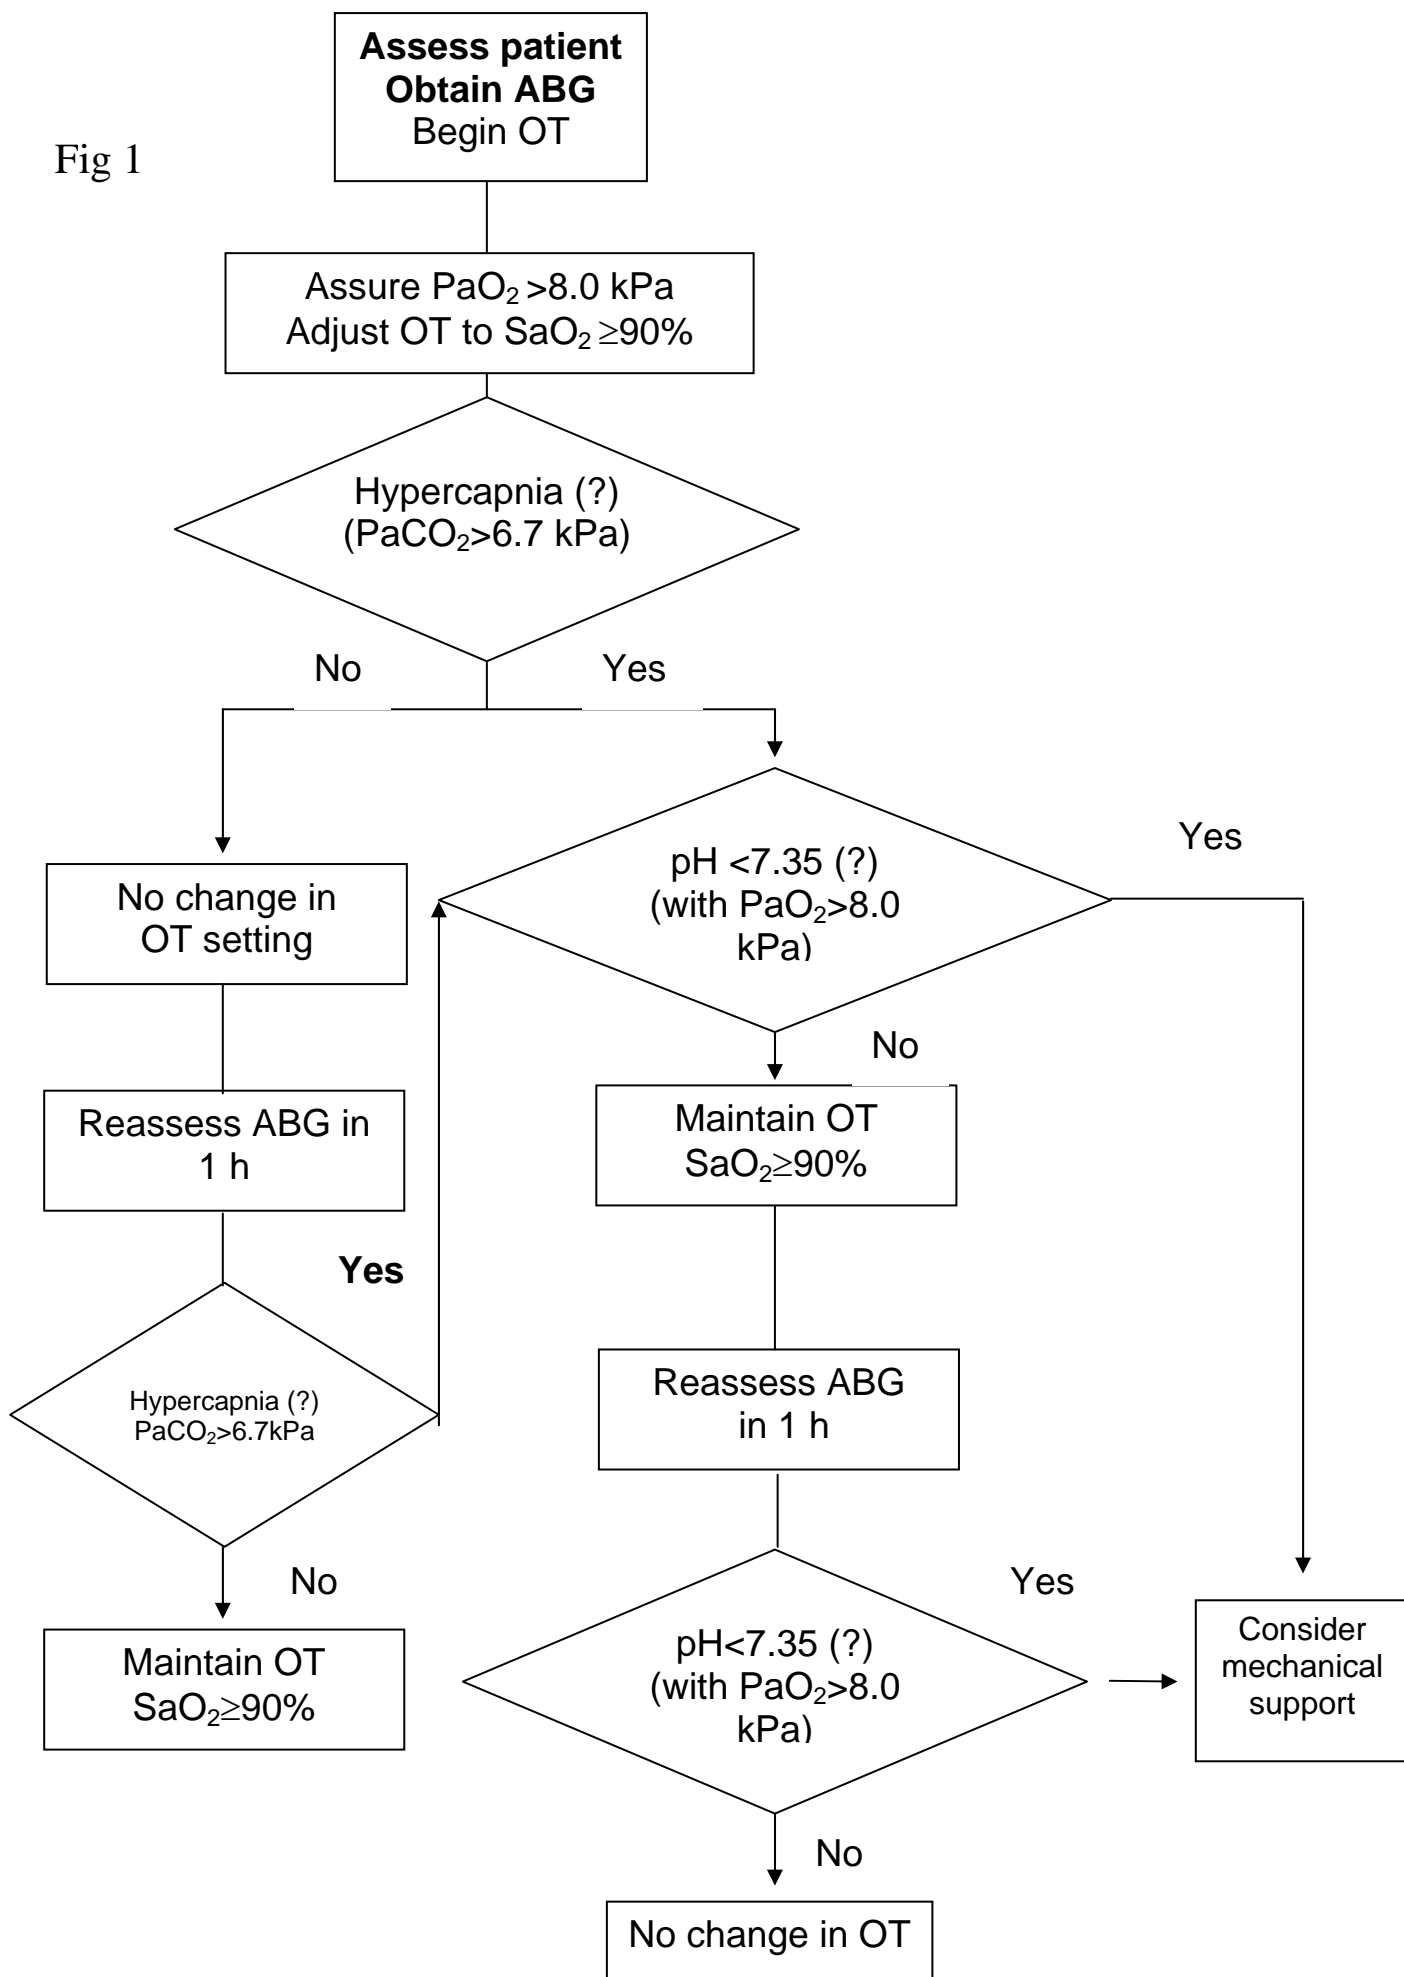 Assess patient
Obtain ABG
Begin OT
Fig 1
Assure PaO₂ >8.0 kPa
Adjust OT to SaO₂ ≥90%
Hypercapnia (?)
(PaCO₂>6.7 kPa)
No
Yes
pH <7.35 (?)
(with PaO₂>8.0
kPa)
Yes
No change in
OT setting
No
Reassess ABG in
1 h
Maintain OT
SaO₂≥90%
Yes
Hypercapnia (?)
PaCO₂>6.7kPa
Reassess ABG
in 1 h
No
Maintain OT
SaO₂≥90%
pH<7.35 (?)
(with PaO₂>8.0
kPa)
Yes
Consider
mechanical
support
No
No change in OT